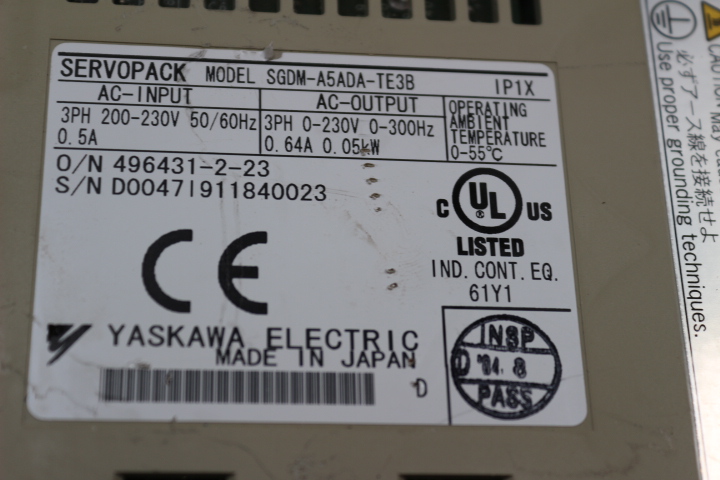 SERVOPACK MODEL SGDM-A5ADA-TE3B IP1X
AC-INPUT
3PH 200-230V 50/60Hz
0.5A
AC-OUTPUT
3PH 0-230V 0-300Hz
0.64A 0.05kW
OPERATING
AMBIENT
TEMPERATURE
0-55℃
O/N 496431-2-23
S/N D0047I911840023
C UL ® US
LISTED
IND. CONT. EQ.
61Y1
CE
YASKAWA ELECTRIC
MADE IN JAPAN
D
INSP
D '04. 8
PASS
CAUTION May
必ずアース線を接続せよ
Use proper grounding techniques.